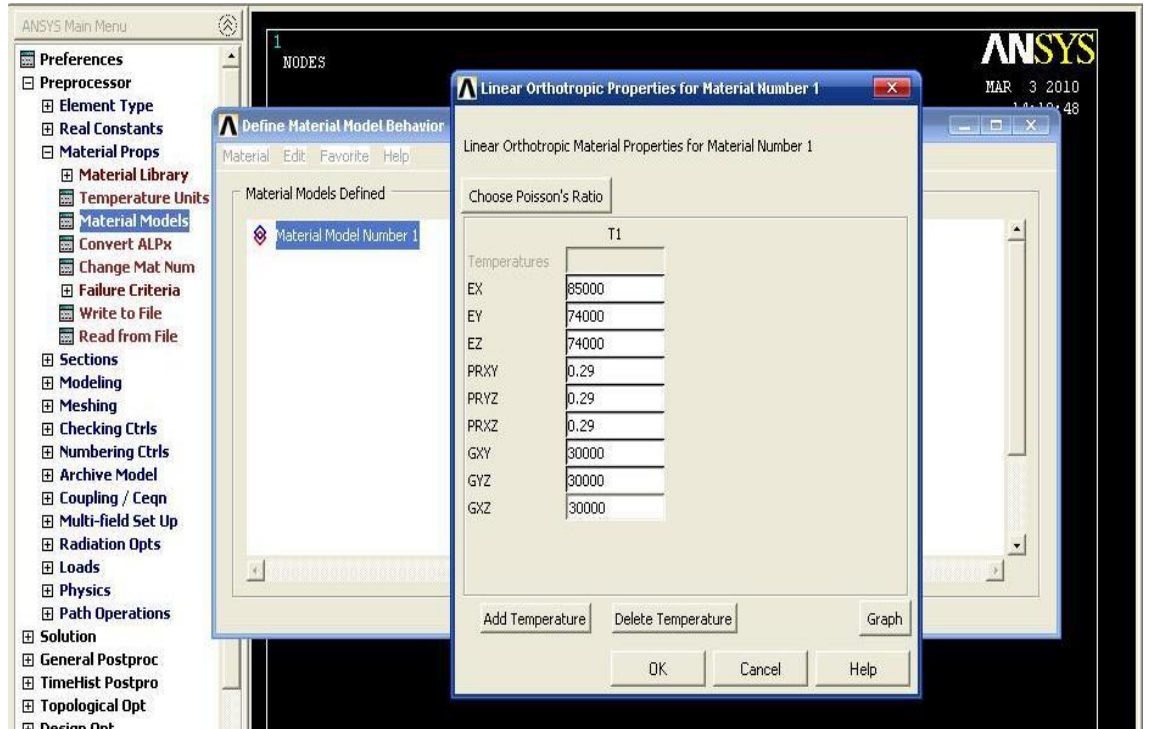 ANSYS Main Menu
Preferences
Preprocessor
Element Type
Real Constants
Material Props
Material Library
Temperature Units
Material Models
Convert ALPx
Change Mat Num
Failure Criteria
Write to File
Read from File
Sections
Modeling
Meshing
Checking Ctrls
Numbering Ctrls
Archive Model
Coupling / Ceqn
Multi-field Set Up
Radiation Opts
Loads
Physics
Path Operations
Solution
General Postproc
TimeHist Postpro
Topological Opt
Design Opt
1
NODES
ANSYS
MAR 3 2010
48
Define Material Model Behavior
Material Edit Favorite Help
Material Models Defined
Material Model Number 1
Linear Orthotropic Properties for Material Number 1
Linear Orthotropic Material Properties for Material Number 1
Choose Poisson's Ratio
T1
Temperatures
EX 85000
EY 74000
EZ 74000
PRXY 0.29
PRYZ 0.29
PRXZ 0.29
GXY 30000
GYZ 30000
GXZ 30000
Add Temperature Delete Temperature Graph
OK Cancel Help